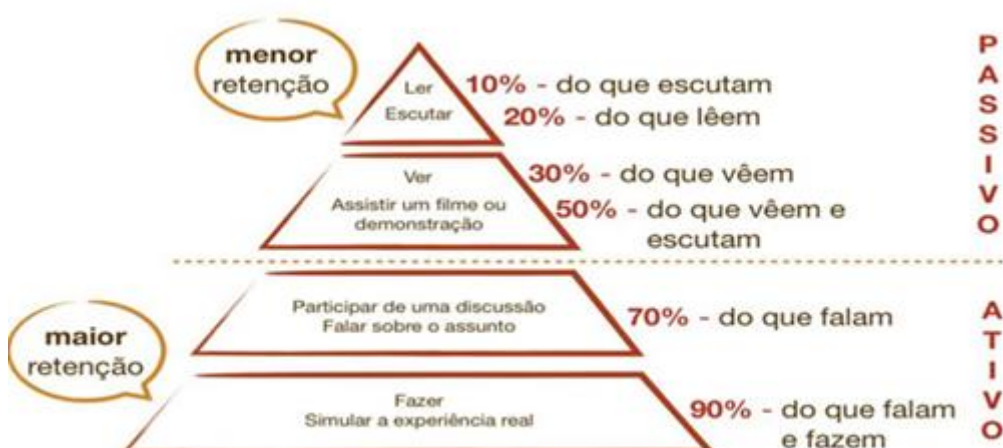 menor
retenção
Ler
Escutar
10% - do que escutam
20% - do que lêem
PASSIVO
Ver
Assistir um filme ou
demonstração
30% - do que vêem
50% - do que vêem e
escutam
maior
retenção
Participar de uma discussão
Falar sobre o assunto
70% - do que falam
ATIVO
Fazer
Simular a experiência real
90% - do que falam
e fazem